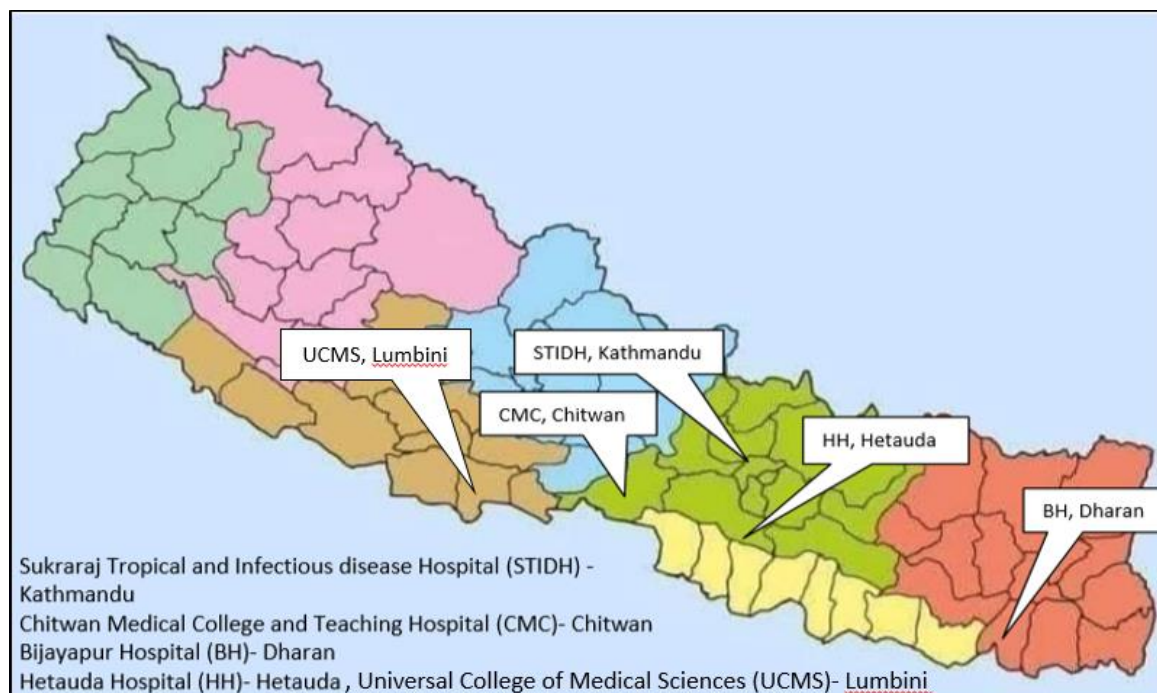 UCMS, Lumbini
STIDH, Kathmandu
CMC, Chitwan
HH, Hetauda
BH, Dharan
Sukraraj Tropical and Infectious disease Hospital (STIDH) -
Kathmandu
Chitwan Medical College and Teaching Hospital (CMC)- Chitwan
Bijayapur Hospital (BH)- Dharan
Hetauda Hospital (HH)- Hetauda , Universal College of Medical Sciences (UCMS)- Lumbini